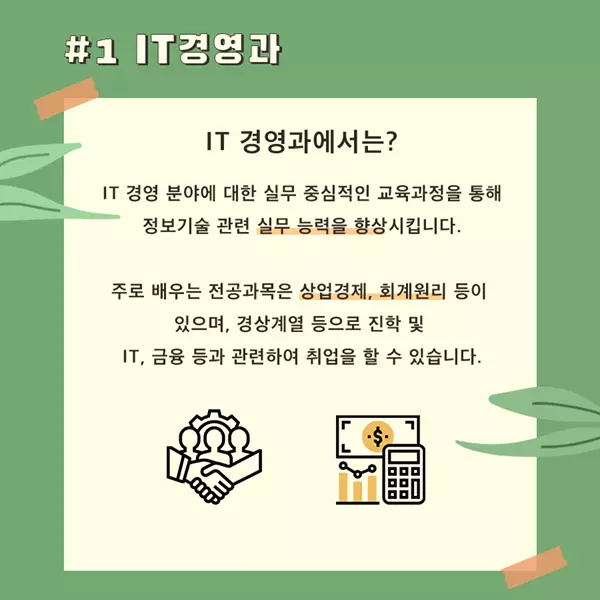 #1 IT경영과
IT 경영과에서는?
IT 경영 분야에 대한 실무 중심적인 교육과정을 통해
정보기술 관련 실무 능력을 향상시킵니다.
주로 배우는 전공과목은 상업경제, 회계원리 등이
있으며, 경상계열 등으로 진학 및
IT, 금융 등과 관련하여 취업을 할 수 있습니다.
$